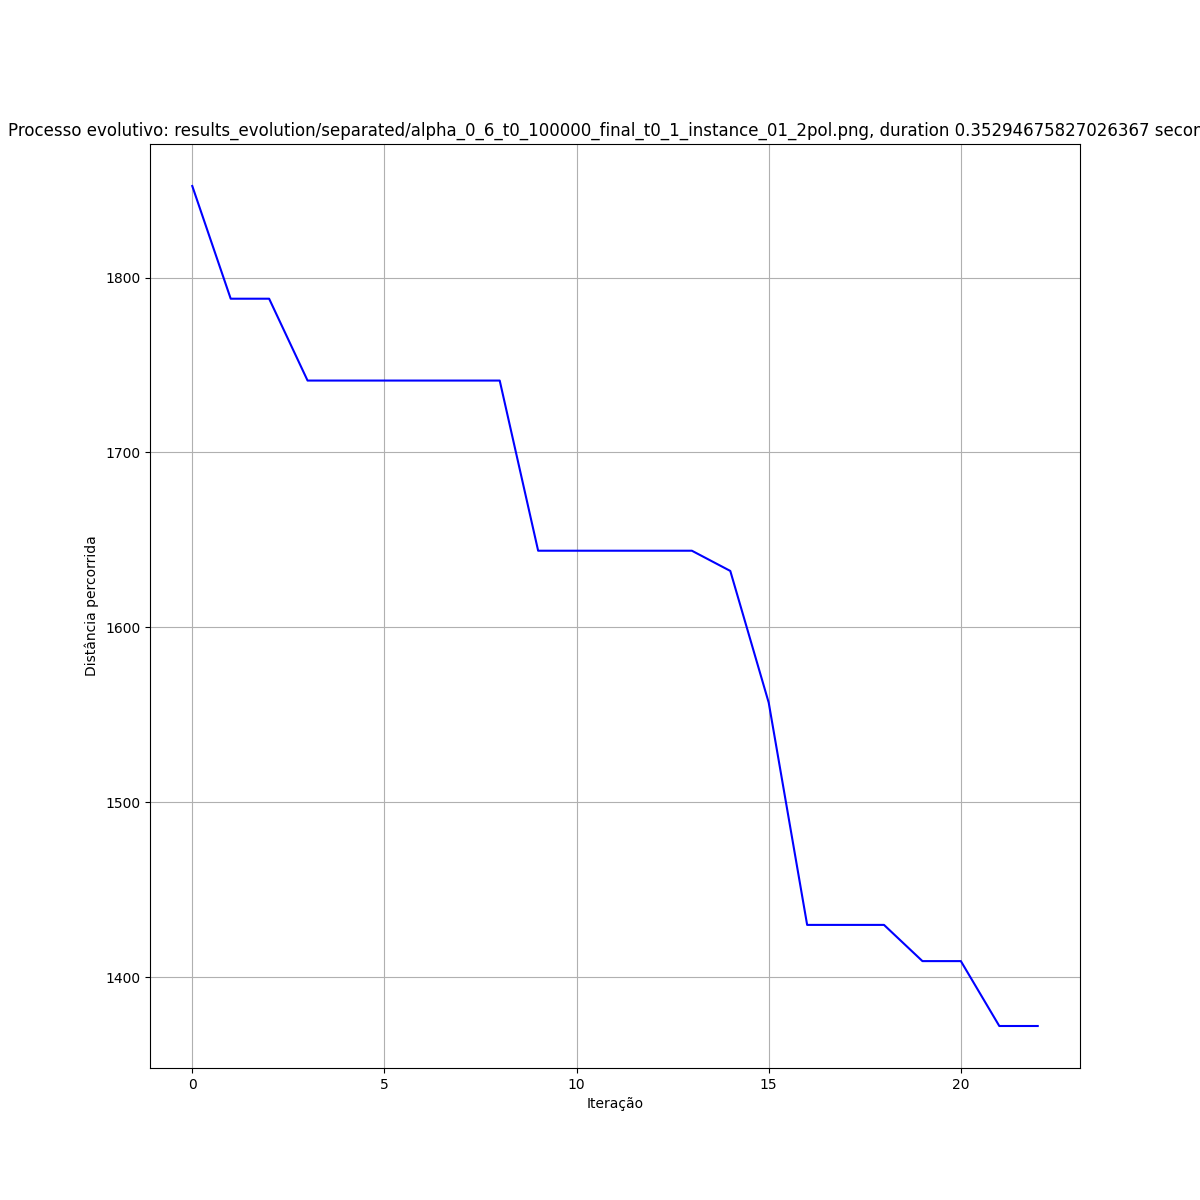 Processo evolutivo: results_evolution/separated/alpha_0_6_t0_100000_final_t0_1_instance_01_2pol.png, duration 0.35294675827026367 secon
1800
1700
1600
1500
1400
Distância percorrida
0 5 10 15 20
Iteração